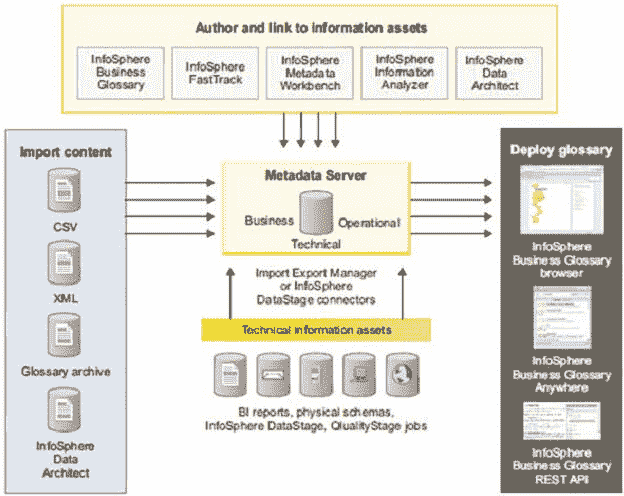 Author and link to information assets
InfoSphere
Business
Glossary
InfoSphere
FastTrack
InfoSphere
Metadata
Workbench
InfoSphere
Information
Analyzer
InfoSphere
Data
Architect
Import content
CSV
XML
Glossary archive
InfoSphere
Data
Architect
Metadata Server
Business
Operational
Technical
Import Export Manager
or InfoSphere
DataStage connectors
Technical information assets
BI reports, physical schemas,
InfoSphere DataStage, QlualityStage jobs
Deploy glossary
InfoSphere
Business Glossary
browser
InfoSphere
Business Glossary
Anywhere
InfoSphere
Business Glossary
REST API